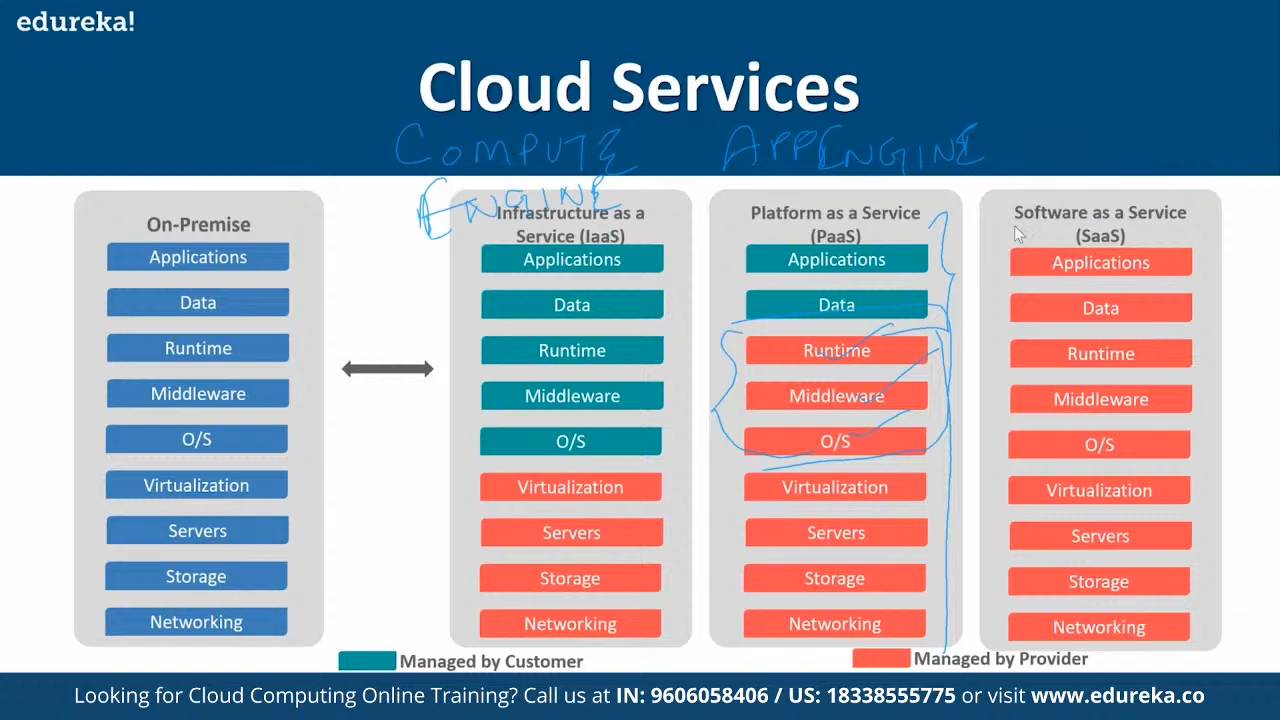 edureka!
Cloud Services
COMPUTE
ENGINE
APPENGINE
On-Premise
Applications
Data
Runtime
Middleware
O/S
Virtualization
Servers
Storage
Networking
Infrastructure as a
Service (IaaS)
Applications
Data
Runtime
Middleware
O/S
Virtualization
Servers
Storage
Networking
Platform as a Service
(PaaS)
Applications
Data
Runtime
Middleware
O/S
Virtualization
Servers
Storage
Networking
Software as a Service
(SaaS)
Applications
Data
Runtime
Middleware
O/S
Virtualization
Servers
Storage
Networking
Managed by Customer
Managed by Provider
Looking for Cloud Computing Online Training? Call us at IN: 9606058406 / US: 18338555775 or visit www.edureka.co